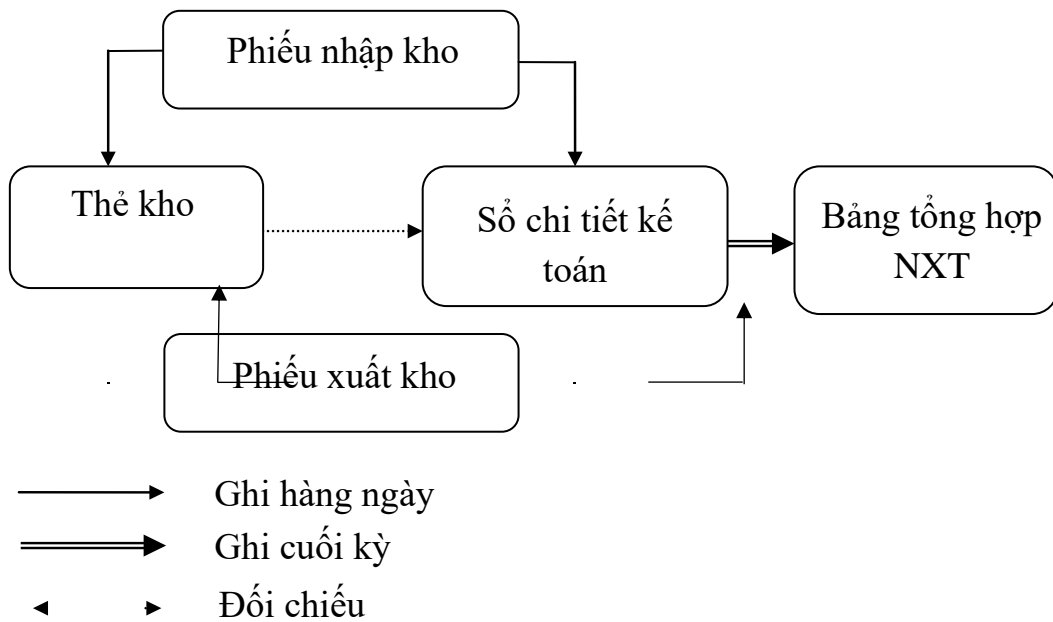 Phiếu nhập kho
Thẻ kho
Sổ chi tiết kế
toán
Bảng tổng hợp
NXT
Phiếu xuất kho
Ghi hàng ngày
Ghi cuối kỳ
Đối chiếu